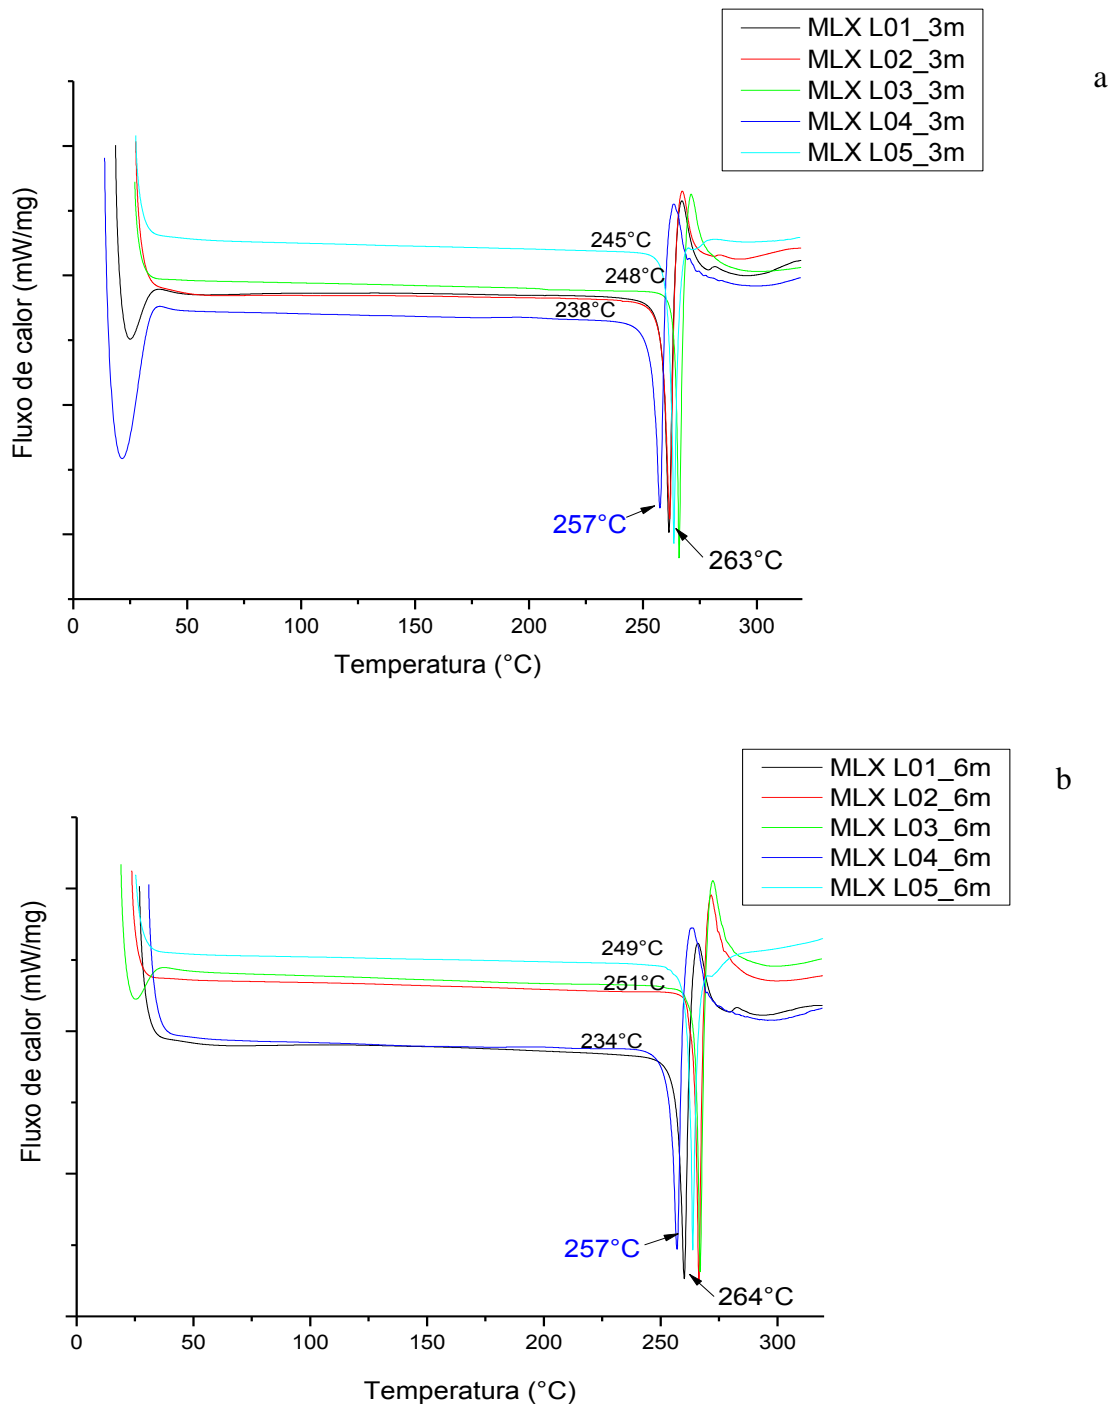 MLX L01_3m
MLX L02_3m
MLX L03_3m
MLX L04_3m
MLX L05_3m
a
Fluxo de calor (mW/mg)
245°C
248°C
238°C
257°C
263°C
0 50 100 150 200 250 300
Temperatura (°C)
MLX L01_6m
MLX L02_6m
MLX L03_6m
MLX L04_6m
MLX L05_6m
b
Fluxo de calor (mW/mg)
249°C
251°C
234°C
257°C
264°C
0 50 100 150 200 250 300
Temperatura (°C)